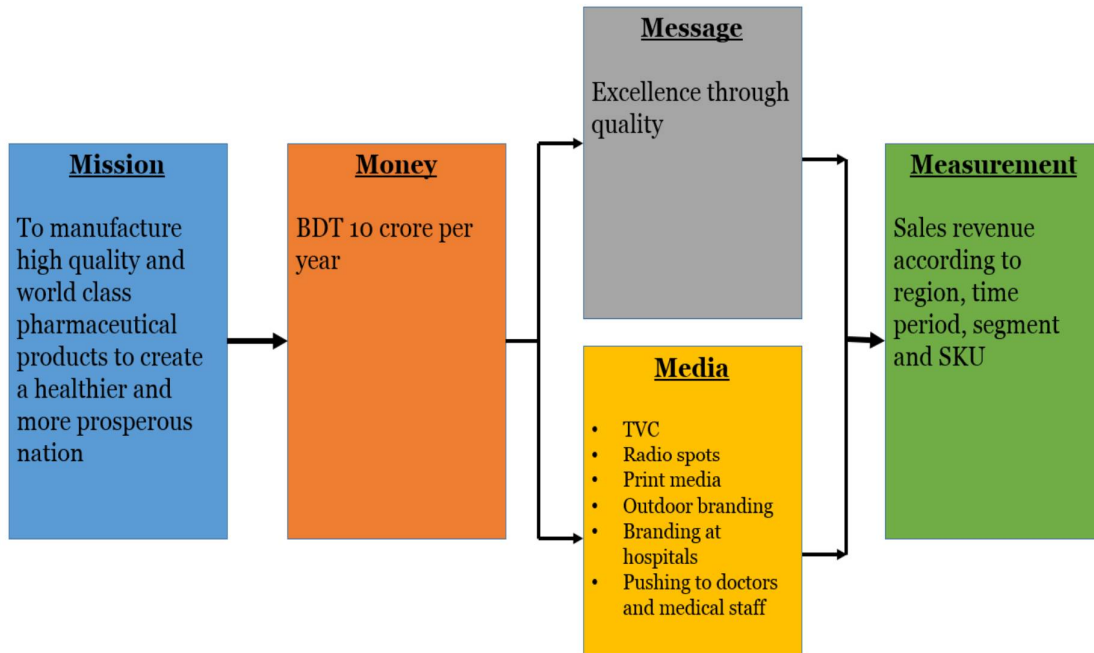 Mission
To manufacture
high quality and
world class
pharmaceutical
products to create
a healthier and
more prosperous
nation
Money
BDT 10 crore per
year
Message
Excellence through
quality
Media
• TVC
• Radio spots
• Print media
• Outdoor branding
• Branding at
hospitals
• Pushing to doctors
and medical staff
Measurement
Sales revenue
according to
region, time
period, segment
and SKU